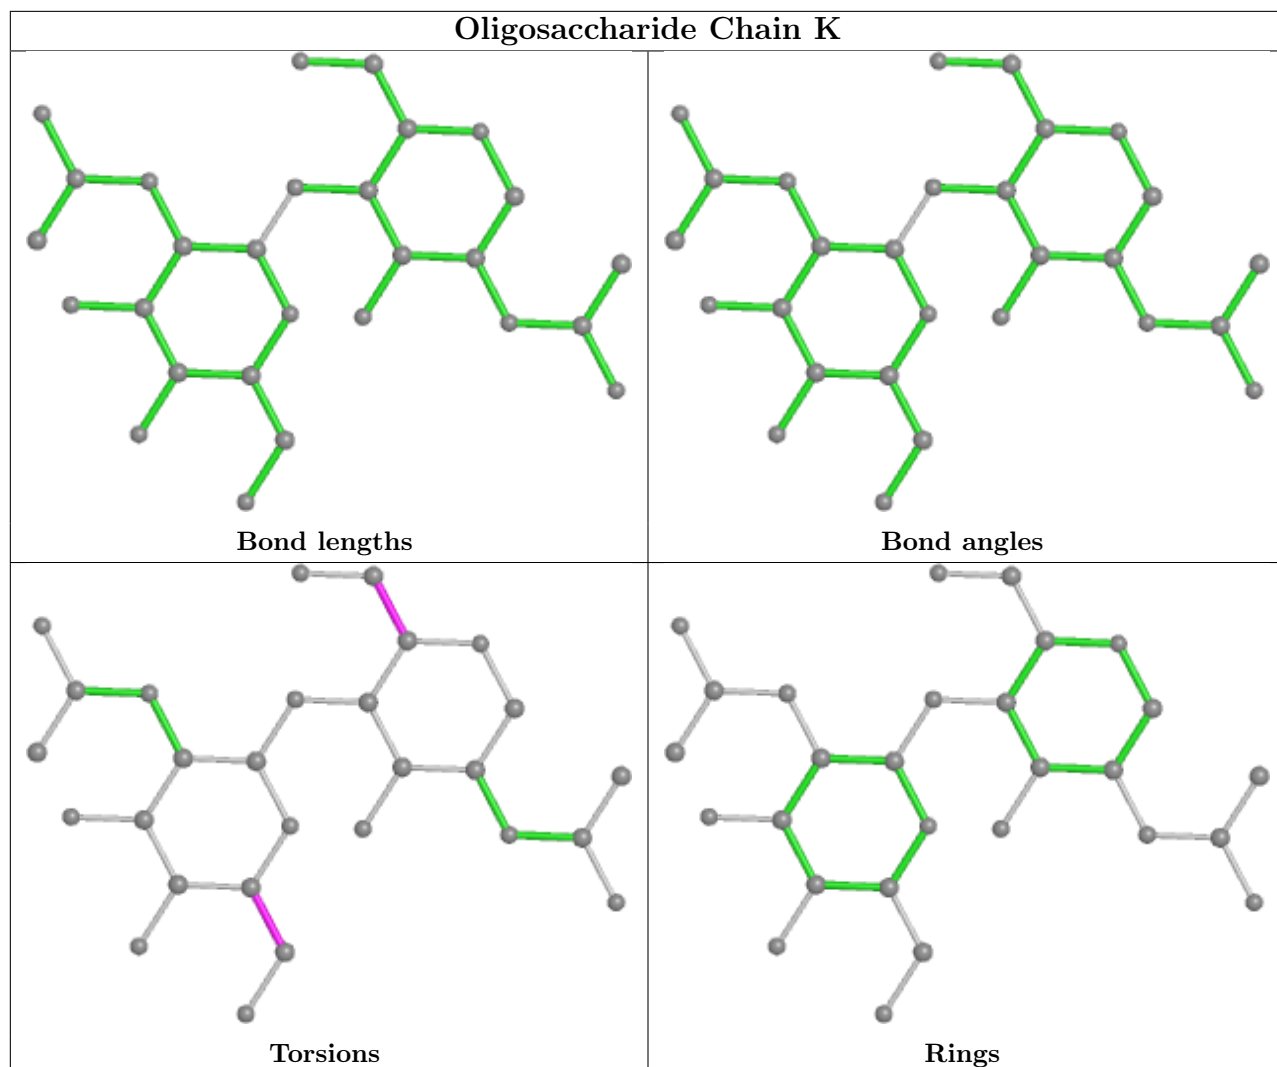 Oligosaccharide Chain K
Bond lengths
Bond angles
Torsions
Rings